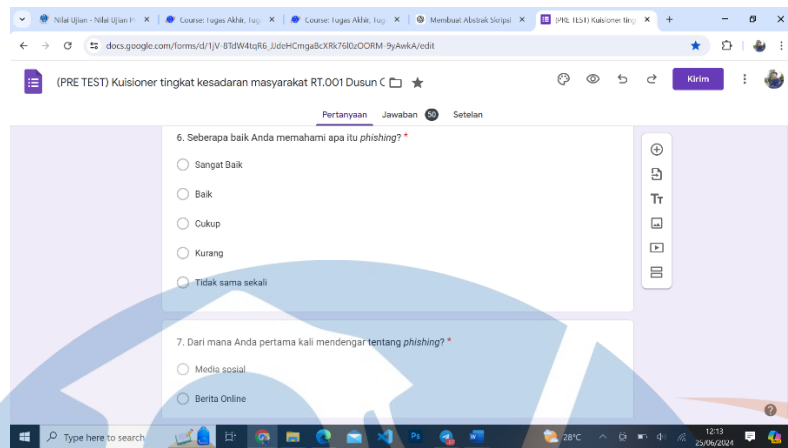 Nilai Ujian - Nilai Ujian
Course: Tugas Akhir, Tug
Course: Tugas Akhir, Tug
Membuat Abstrak Skripsi
(PRE TEST) Kuisioner ting
docs.google.com/forms/d/1jV-8TdW4tqR6_JJdeHCmgaBcXRk76l0zOORM-9yAwkA/edit
(PRE TEST) Kuisioner tingkat kesadaran masyarakat RT.001 Dusun C
Kirim
Pertanyaan
Jawaban 50
Setelan
6. Seberapa baik Anda memahami apa itu phishing? *
Sangat Baik
Baik
Cukup
Kurang
Tidak sama sekali
Tт
7. Dari mana Anda pertama kali mendengar tentang phishing? *
Media sosial
Berita Online
Type here to search
Ps
28°C
12:13
25/06/2024